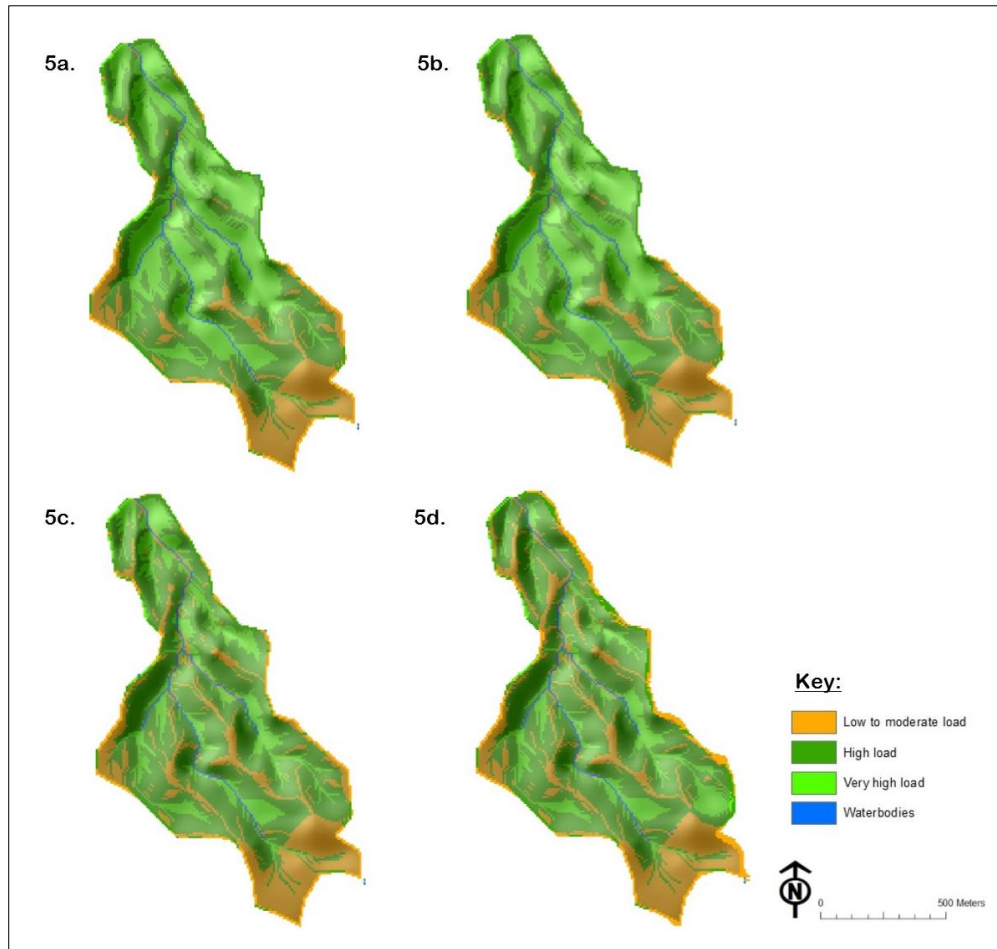 5a.
5b.
5c.
5d.
Key:
Low to moderate load
High load
Very high load
Waterbodies
N
0
500 Meters